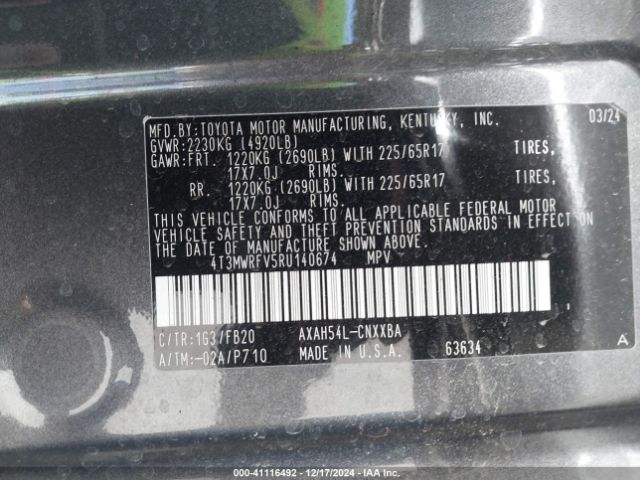 MFD.BY:TOYOTA MOTOR MANUFACTURING, KENTUCKY, INC. 03/24
GVWR:2230KG (4920LB)
GAWR:FRT. 1220KG (2690LB) WITH 225/65R17 TIRES,
17X7.0J RIMS.
RR. 1220KG (2690LB) WITH 225/65R17 TIRES,
17X7.0J RIMS.
THIS VEHICLE CONFORMS TO ALL APPLICABLE FEDERAL MOTOR
VEHICLE SAFETY AND THEFT PREVENTION STANDARDS IN EFFECT ON
THE DATE OF MANUFACTURE SHOWN ABOVE.
4T3MWRFV5RU140674 MPV
C/TR:1G3/FB20 AXAH54L-CNXXBA
A/TM:-02A/P710 MADE IN U.S.A. 63634 A
000-41116492 - 12/17/2024 - IAA Inc.